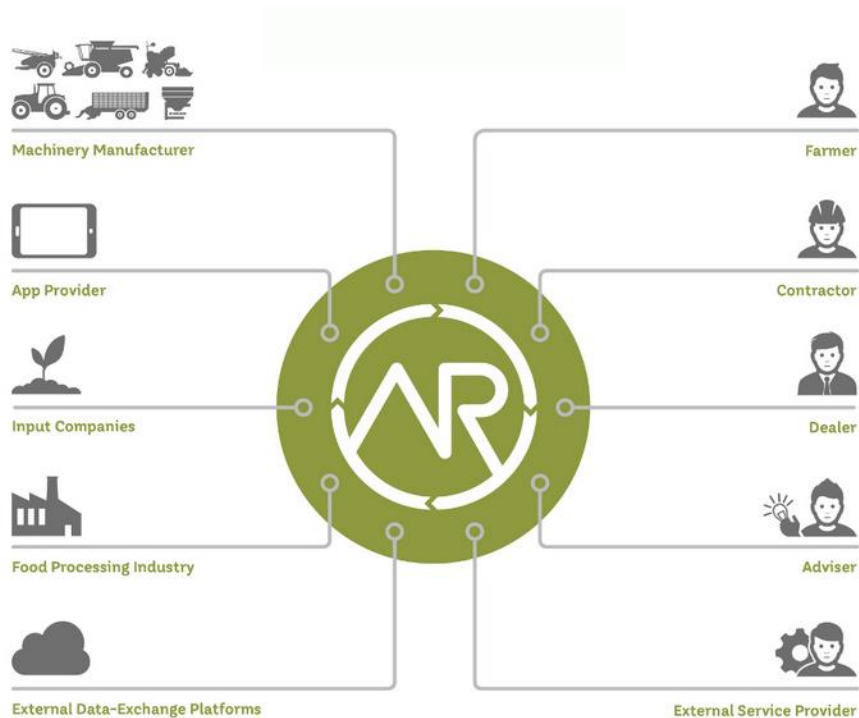 Machinery Manufacturer
Farmer
App Provider
Contractor
AR
Input Companies
Dealer
Food Processing Industry
Adviser
External Data-Exchange Platforms
External Service Provider